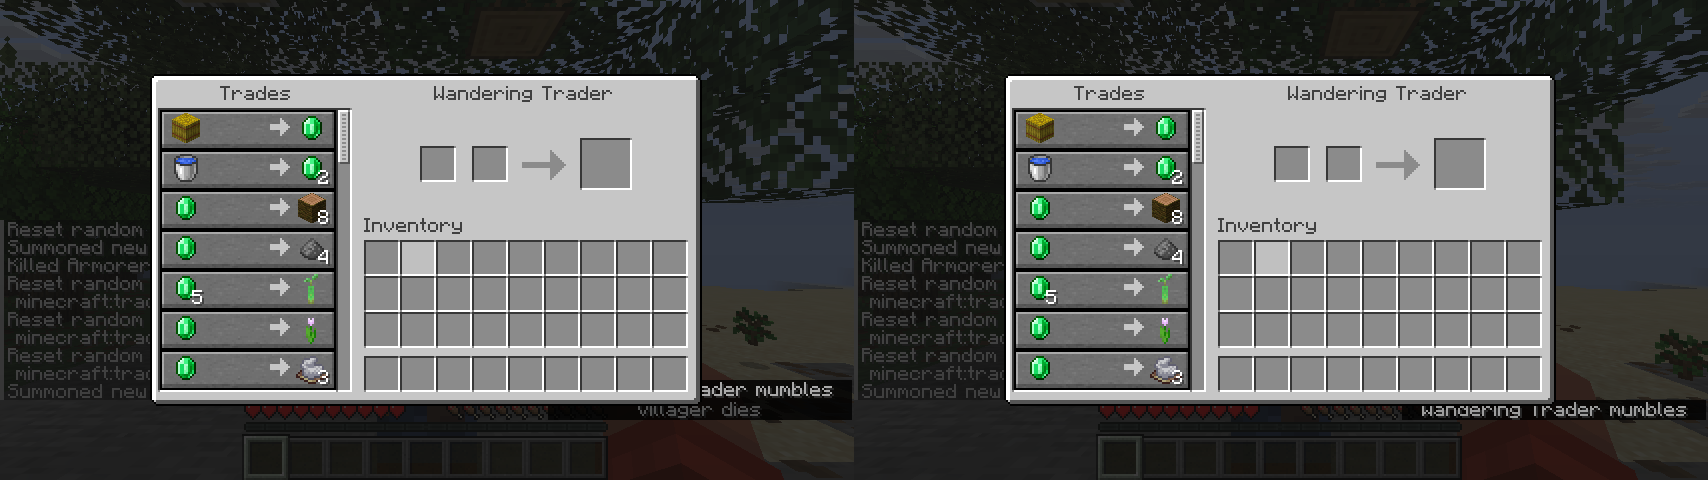 Trades
Wandering Trader
2
8
4
5
3
Inventory
Reset random
Summoned new
Killed Armorer
Reset random
minecraft:trad
Reset random
minecraft:trad
Reset random
minecraft:trad
Summoned new
ader mumbles
Villager dies
Trades
Wandering Trader
2
8
4
5
3
Inventory
Reset random
Summoned new
Killed Armorer
Reset random
minecraft:trad
Reset random
minecraft:trad
Reset random
minecraft:trad
Summoned new
Wandering Trader mumbles